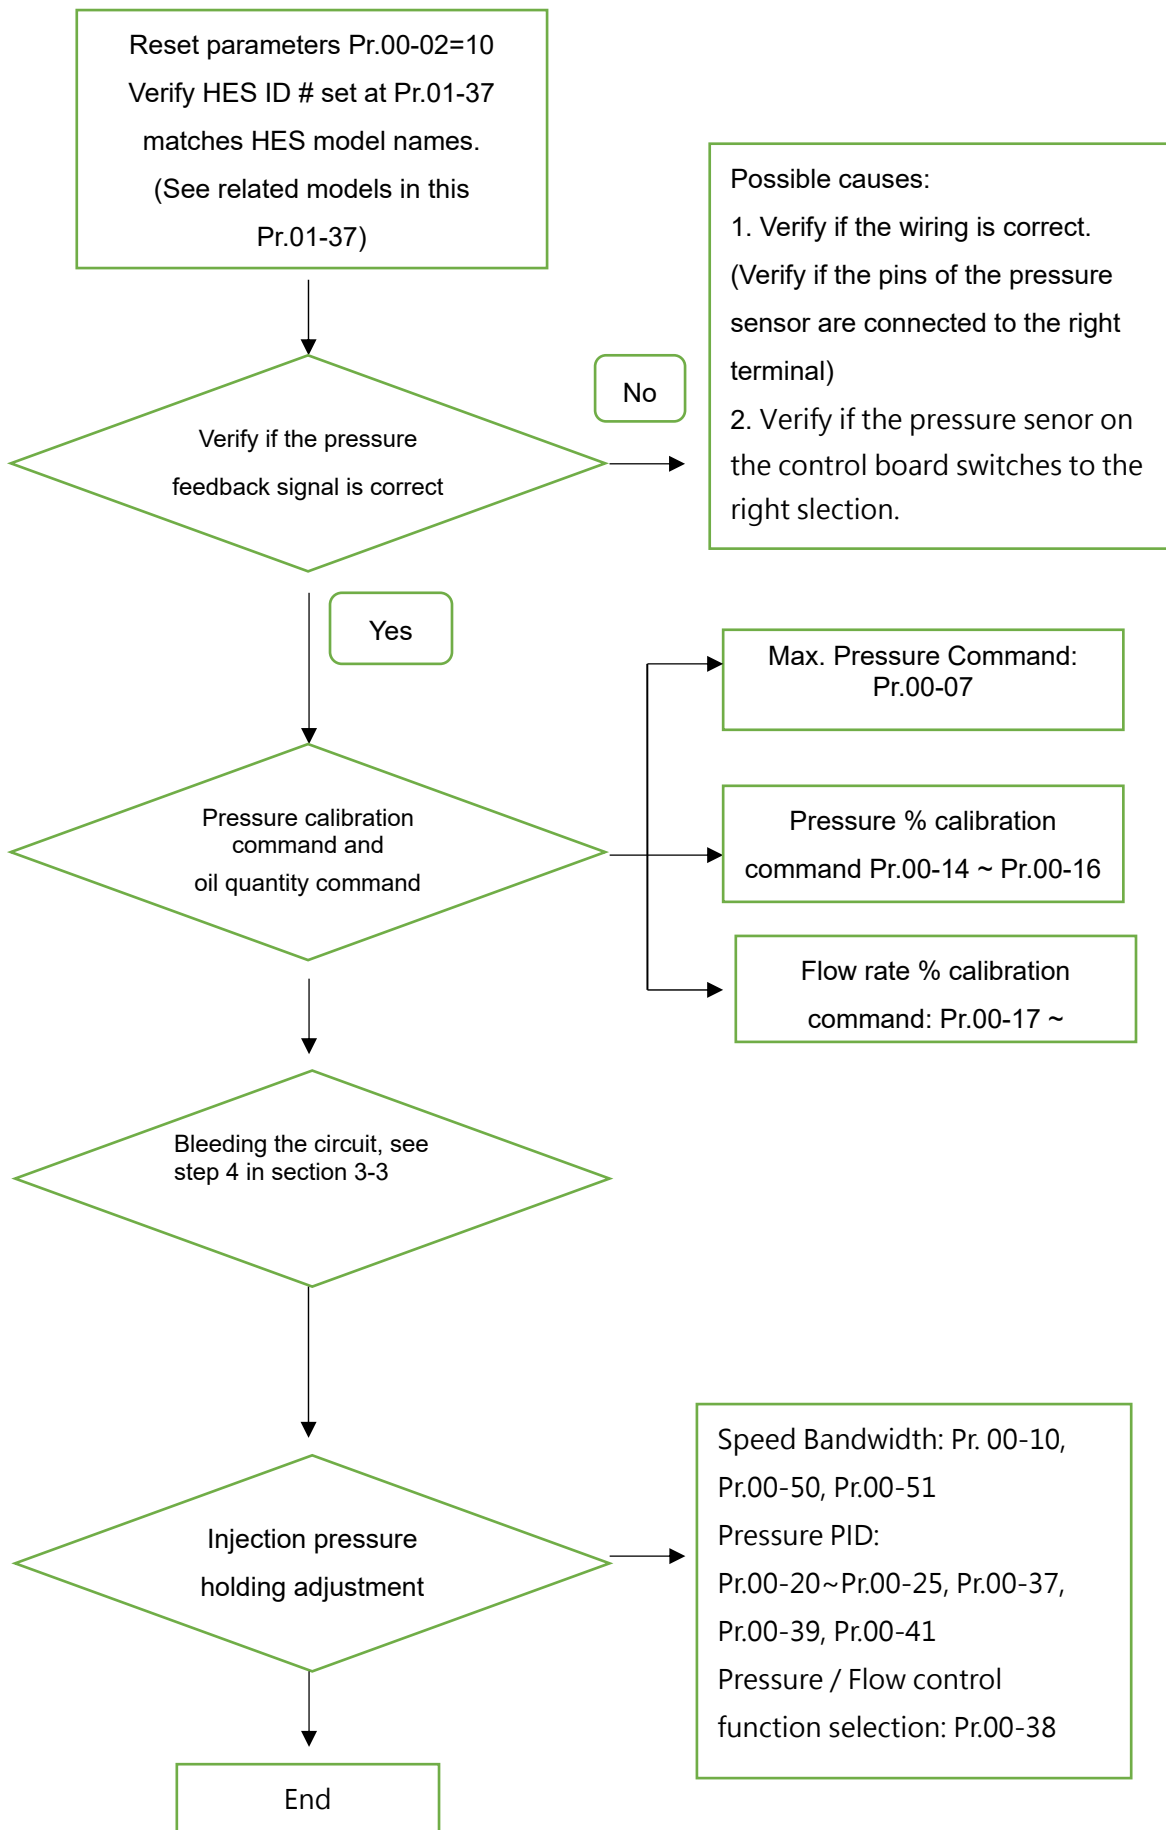 Reset parameters Pr.00-02=10
Verify HES ID # set at Pr.01-37
matches HES model names.
(See related models in this
Pr.01-37)
Possible causes:
1. Verify if the wiring is correct.
(Verify if the pins of the pressure
sensor are connected to the right
terminal)
2. Verify if the pressure senor on
the control board switches to the
right slection.
No
Verify if the pressure
feedback signal is correct
Yes
Max. Pressure Command:
Pr.00-07
Pressure calibration
command and
oil quantity command
Pressure % calibration
command Pr.00-14 ~ Pr.00-16
Flow rate % calibration
command: Pr.00-17 ~
Bleeding the circuit, see
step 4 in section 3-3
Injection pressure
holding adjustment
Speed Bandwidth: Pr. 00-10,
Pr.00-50, Pr.00-51
Pressure PID:
Pr.00-20~Pr.00-25, Pr.00-37,
Pr.00-39, Pr.00-41
Pressure / Flow control
function selection: Pr.00-38
End